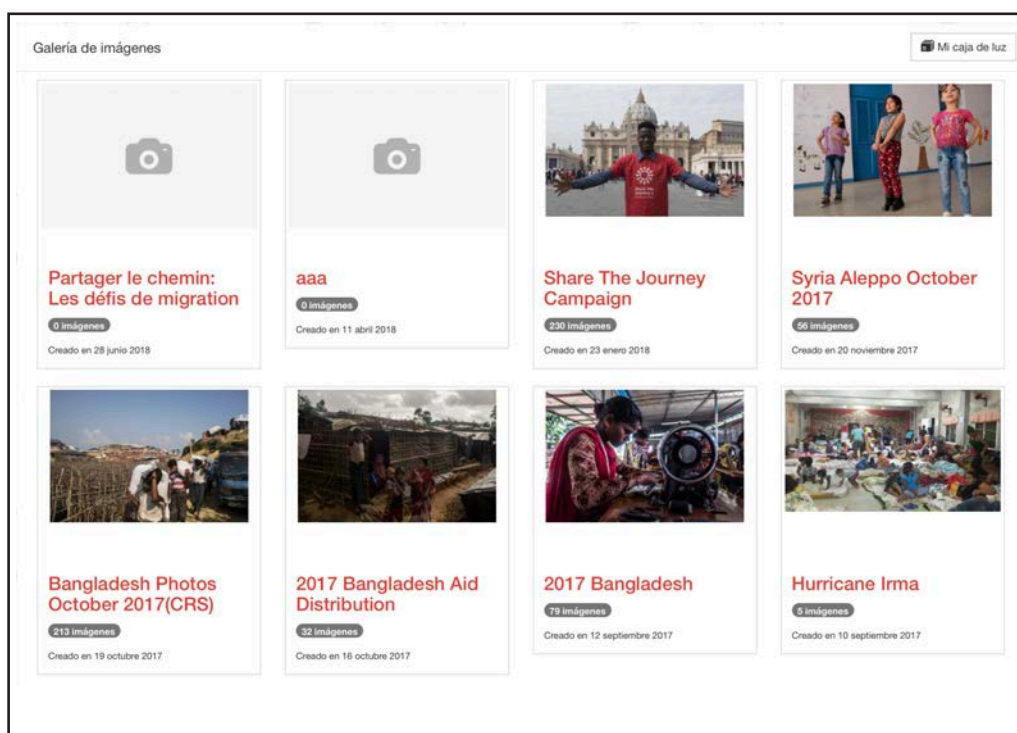 Galería de imágenes
Mi caja de luz
Partager le chemin:
Les défis de migration
0 imágenes
Creado en 28 junio 2018
aaa
0 imágenes
Creado en 11 abril 2018
SHARE THE
JOURNEY
Share The Journey
Campaign
230 imágenes
Creado en 23 enero 2018
Syria Aleppo October
2017
56 imágenes
Creado en 20 noviembre 2017
Bangladesh Photos
October 2017(CRS)
213 imágenes
Creado en 19 octubre 2017
2017 Bangladesh Aid
Distribution
32 imágenes
Creado en 16 octubre 2017
2017 Bangladesh
79 imágenes
Creado en 12 septiembre 2017
Hurricane Irma
5 imágenes
Creado en 10 septiembre 2017